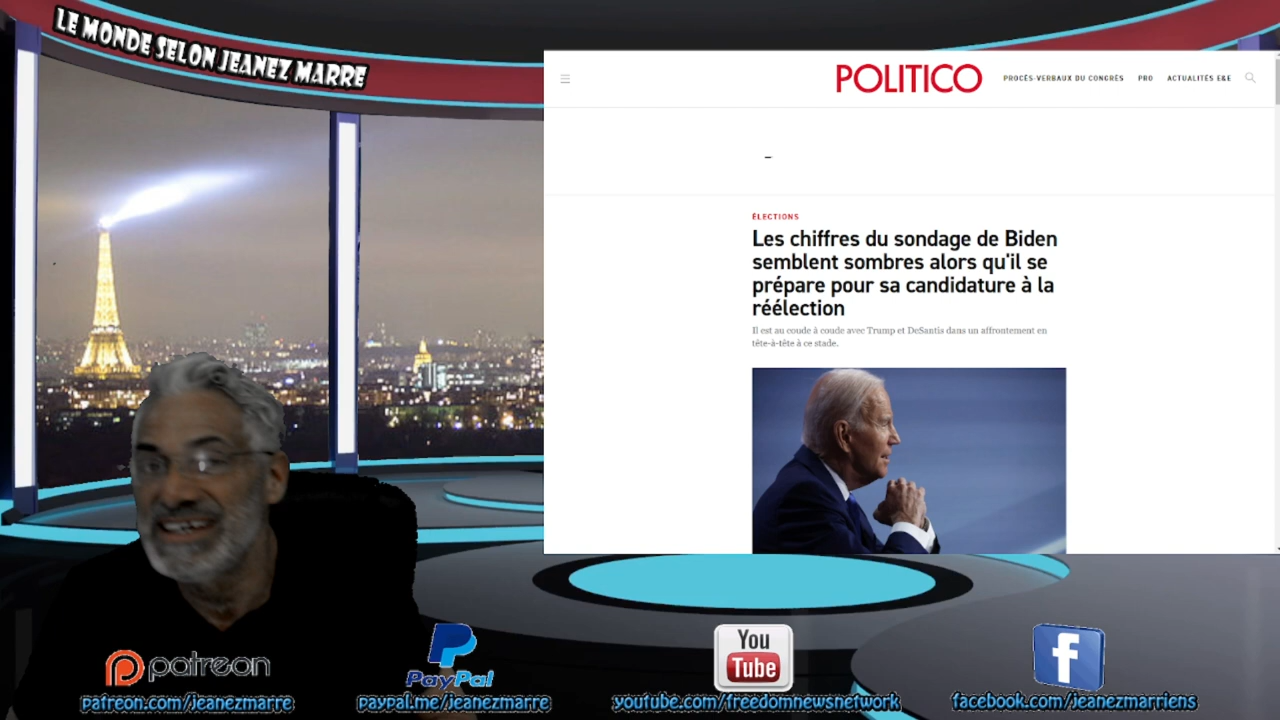 LE MONDE SELON JEANEZ MARRE
POLITICO
PROCÈS-VERBAUX DU CONGRÈS PRO ACTUALITÉS E&E
ÉLECTIONS
Les chiffres du sondage de Biden
semblent sombres alors qu'il se
prépare pour sa candidature à la
réélection
Il est au coude à coude avec Trump et DeSantis dans un affrontement en
tête-à-tête à ce stade.
patreon
PayPal
You
Tube
f
patreon.com/jeanezmarre
paypal.me/jeanezmarre
youtube.com/freedomnewsnetwork
facebook.com/jeanezmarriens